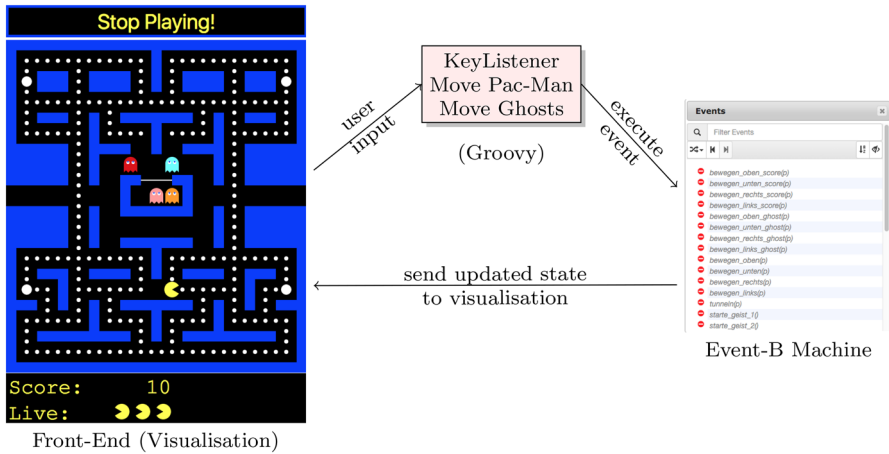 Stop Playing!
Score: 10
Live:
Front-End (Visualisation)
user
input
KeyListener
Move Pac-Man
Move Ghosts
(Groovy)
execute
event
send updated state
to visualisation
Events
Filter Events
bewegen_oben_score(p)
bewegen_unten_score(p)
bewegen_rechts_score(p)
bewegen_links_score(p)
bewegen_oben_ghost(p)
bewegen_unten_ghost(p)
bewegen_rechts_ghost(p)
bewegen_links_ghost(p)
bewegen_oben(p)
bewegen_unten(p)
bewegen_rechts(p)
bewegen_links(p)
tunneln(p)
starte_geist_1()
starte_geist_2()
Event-B Machine